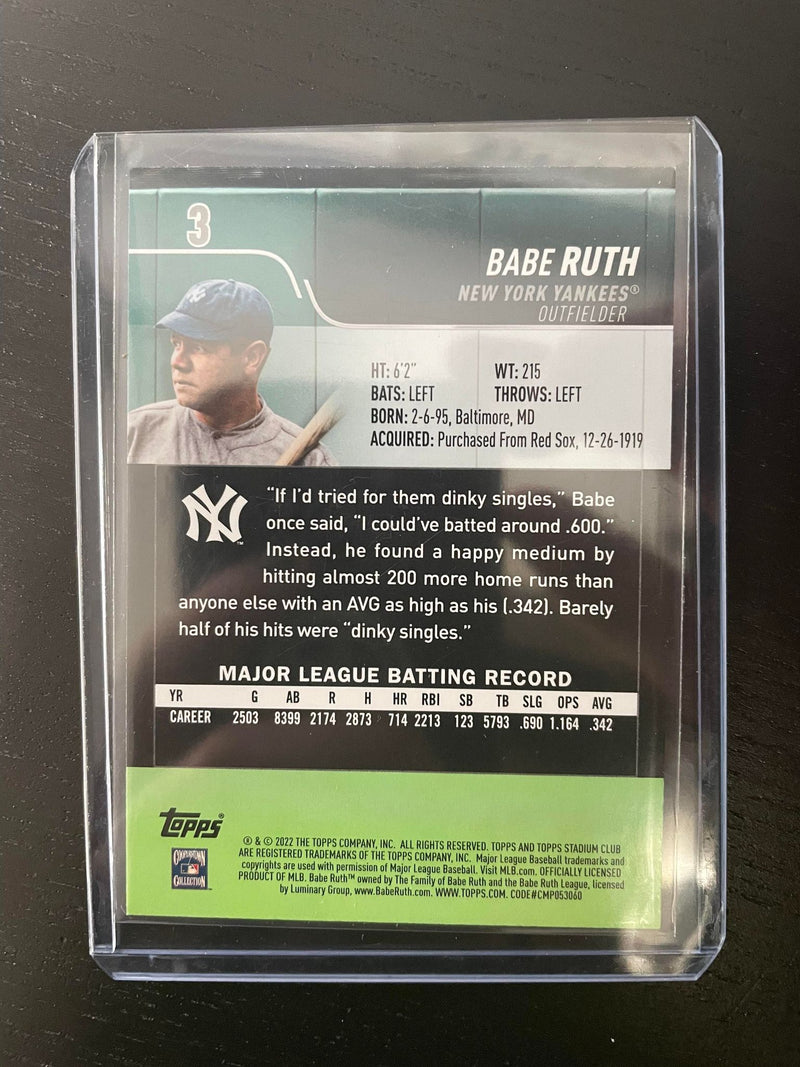 3
BABE RUTH
NEW YORK YANKEES®
OUTFIELDER
HT: 6'2" WT: 215
BATS: LEFT THROWS: LEFT
BORN: 2-6-95, Baltimore, MD
ACQUIRED: Purchased From Red Sox, 12-26-1919
NY™
“If I'd tried for them dinky singles,” Babe
once said, “I could've batted around .600.”
Instead, he found a happy medium by
hitting almost 200 more home runs than
anyone else with an AVG as high as his (.342). Barely
half of his hits were “dinky singles.”
MAJOR LEAGUE BATTING RECORD
YR G AB R H HR RBI SB TB SLG OPS AVG
CAREER 2503 8399 2174 2873 714 2213 123 5793 .690 1.164 .342
TOPPS®
COOPERSTOWN
COLLECTION
® & © 2022 THE TOPPS COMPANY, INC. ALL RIGHTS RESERVED. TOPPS AND TOPPS STADIUM CLUB
ARE REGISTERED TRADEMARKS OF THE TOPPS COMPANY, INC. Major League Baseball trademarks and
copyrights are used with permission of Major League Baseball. Visit MLB.com. OFFICIALLY LICENSED
PRODUCT OF MLB. Babe Ruth™ owned by The Family of Babe Ruth and the Babe Ruth League, licensed
by Luminary Group, www.BabeRuth.com. WWW.TOPPS.COM. CODE#CMP053060